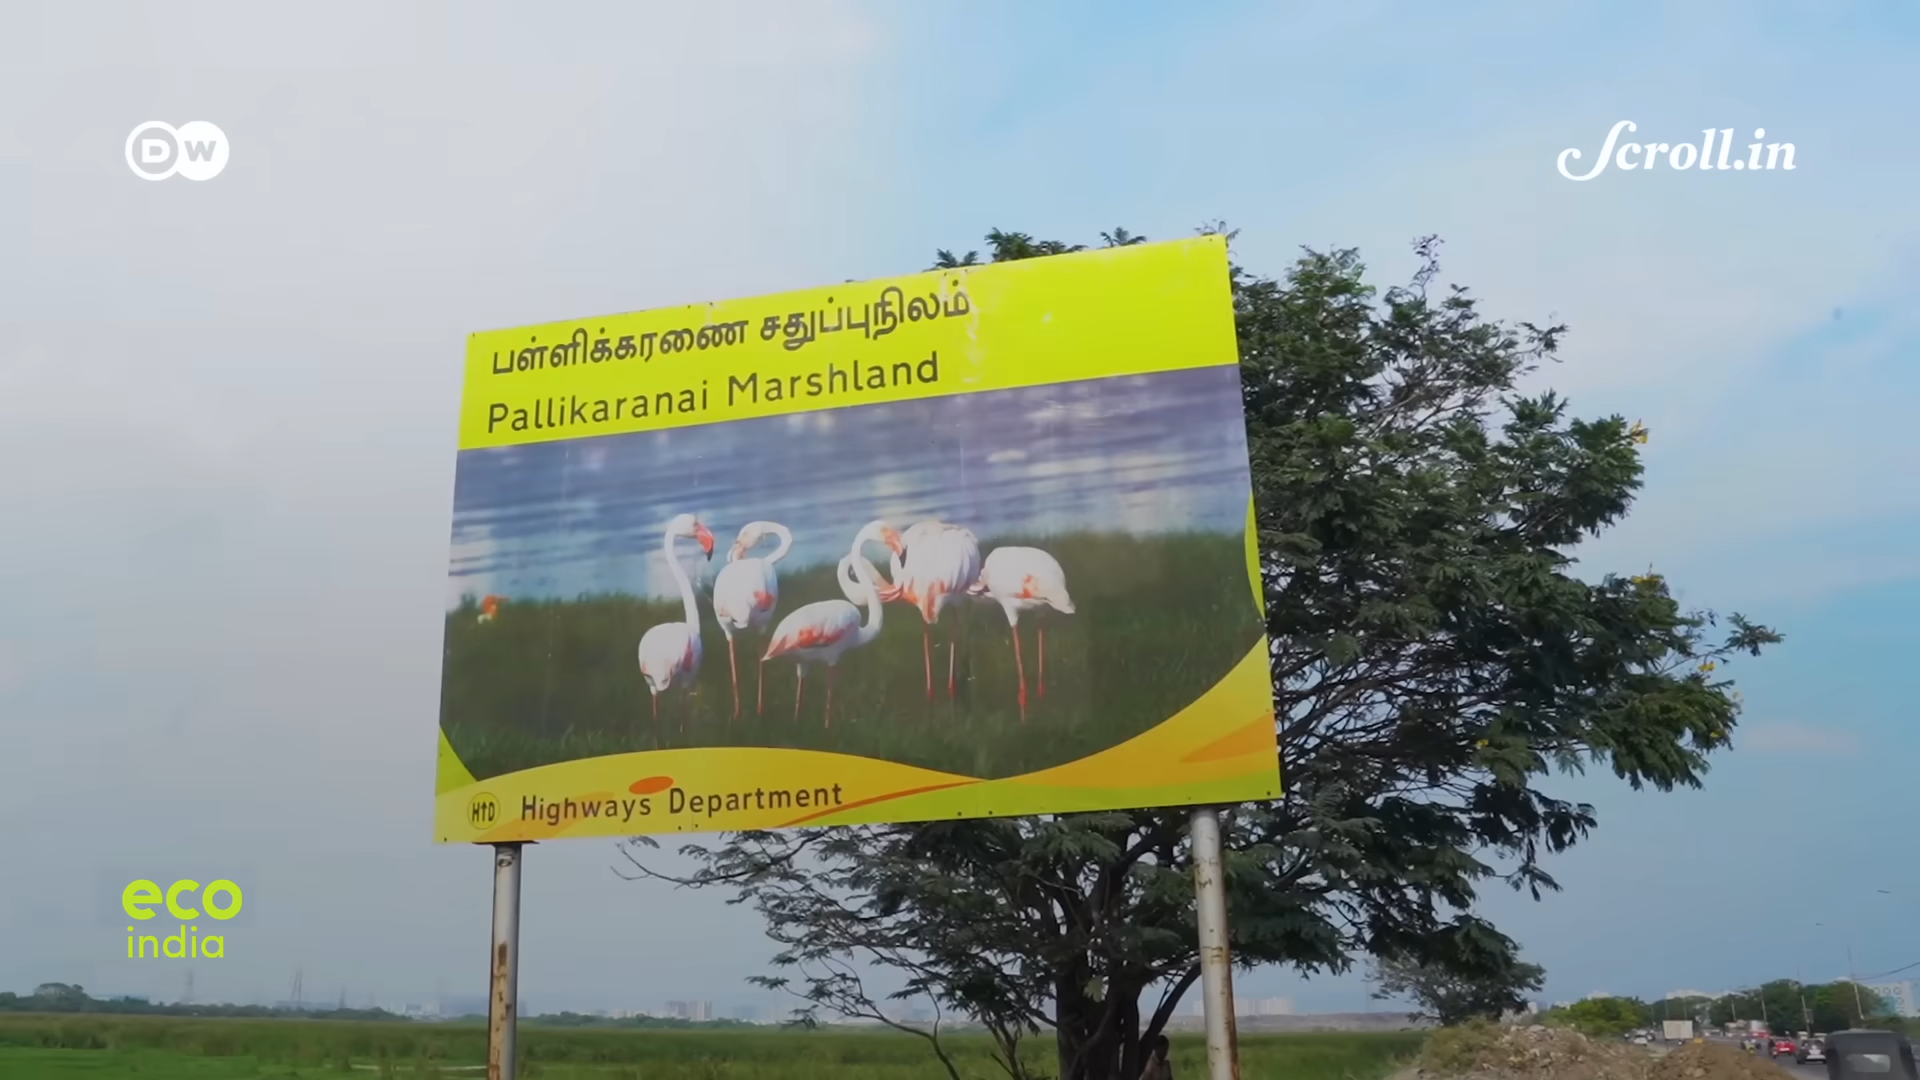 DW
Scroll.in
பள்ளிக்கரணை சதுப்புநிலம்
Pallikaranai Marshland
HTD Highways Department
eco
india